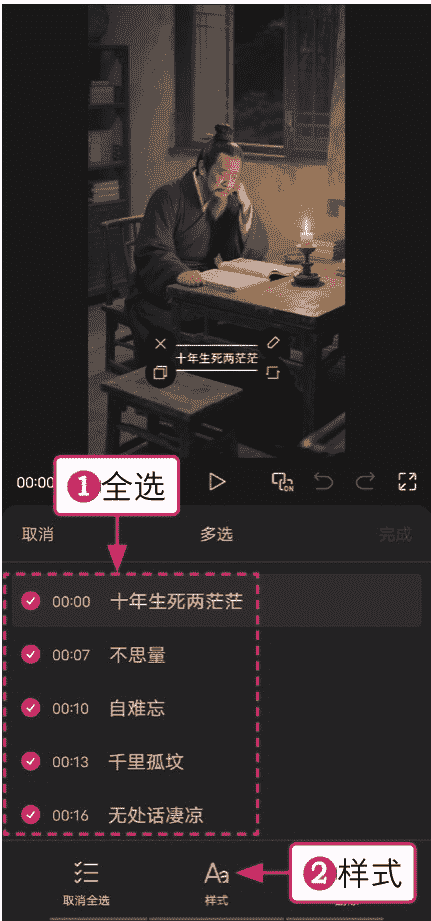 十年生死两茫茫
00:00
ON
❶全选
取消
多选
完成
00:00 十年生死两茫茫
00:07 不思量
00:10 自难忘
00:13 千里孤坟
00:16 无处话凄凉
取消全选
Aa
样式
❷样式